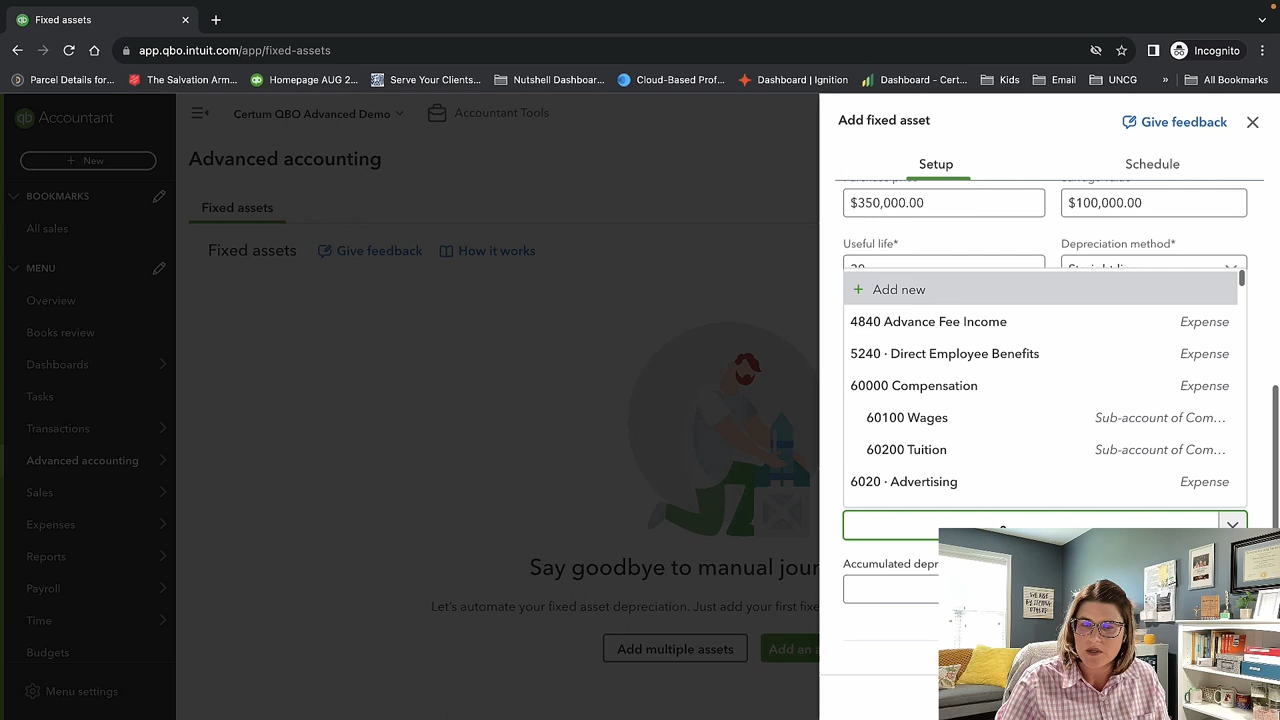 Fixed assets
app.qbo.intuit.com/app/fixed-assets
Incognito
Parcel Details for...
The Salvation Arm...
Homepage AUG 2...
Serve Your Clients...
Nutshell Dashboar...
Cloud-Based Prof...
Dashboard | Ignition
Dashboard - Cert...
Kids
Email
UNCG
»
All Bookmarks
qb Accountant
+ New
BOOKMARKS
All sales
MENU
Overview
Books review
Dashboards
Tasks
Transactions
Advanced accounting
Sales
Expenses
Reports
Payroll
Time
Budgets
Menu settings
Certum QBO Advanced Demo
Accountant Tools
Advanced accounting
Fixed assets
Fixed assets
Give feedback
How it works
Say goodbye to manual jour
Let's automate your fixed asset depreciation. Just add your first fixe
Add multiple assets
Add an a
Add fixed asset
Give feedback
Setup
Schedule
$350,000.00
$100,000.00
Useful life*
Depreciation method*
+ Add new
4840 Advance Fee Income Expense
5240 · Direct Employee Benefits Expense
60000 Compensation Expense
60100 Wages Sub-account of Com...
60200 Tuition Sub-account of Com...
6020 · Advertising Expense
Accumulated depr